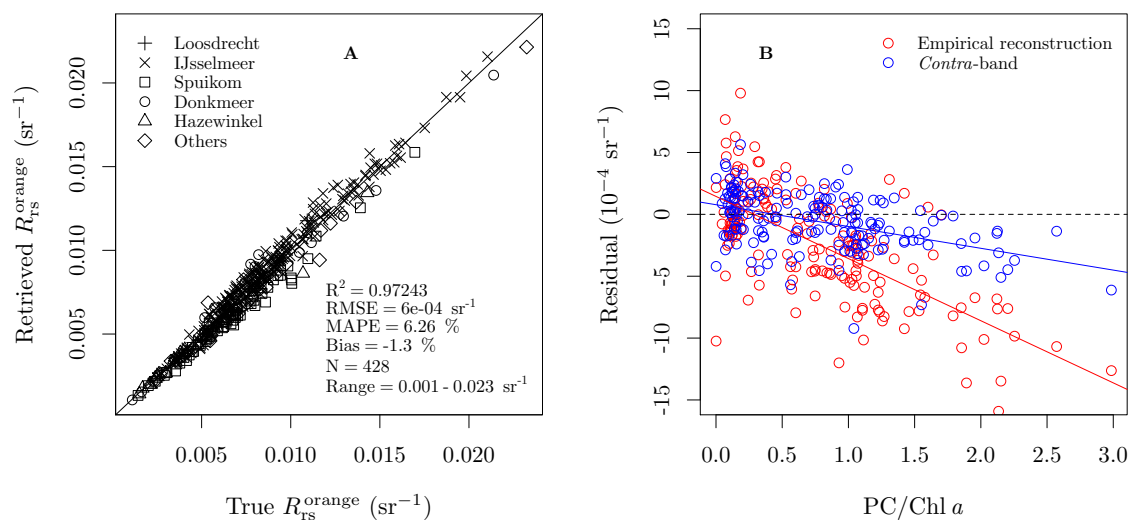 A
Loosdrecht
IJsselmeer
Spuikom
Donkmeer
Hazewinkel
Others
R² = 0.97243
RMSE = 6e-04 sr⁻¹
MAPE = 6.26 %
Bias = -1.3 %
N = 428
Range = 0.001 - 0.023 sr⁻¹
Retrieved R_rs^orange (sr⁻¹)
0.020
0.015
0.010
0.005
0.005 0.010 0.015 0.020
True R_rs^orange (sr⁻¹)
B
Empirical reconstruction
Contra-band
Residual (10⁻⁴ sr⁻¹)
15
10
5
0
-5
-10
-15
0.0 0.5 1.0 1.5 2.0 2.5 3.0
PC/Chl a